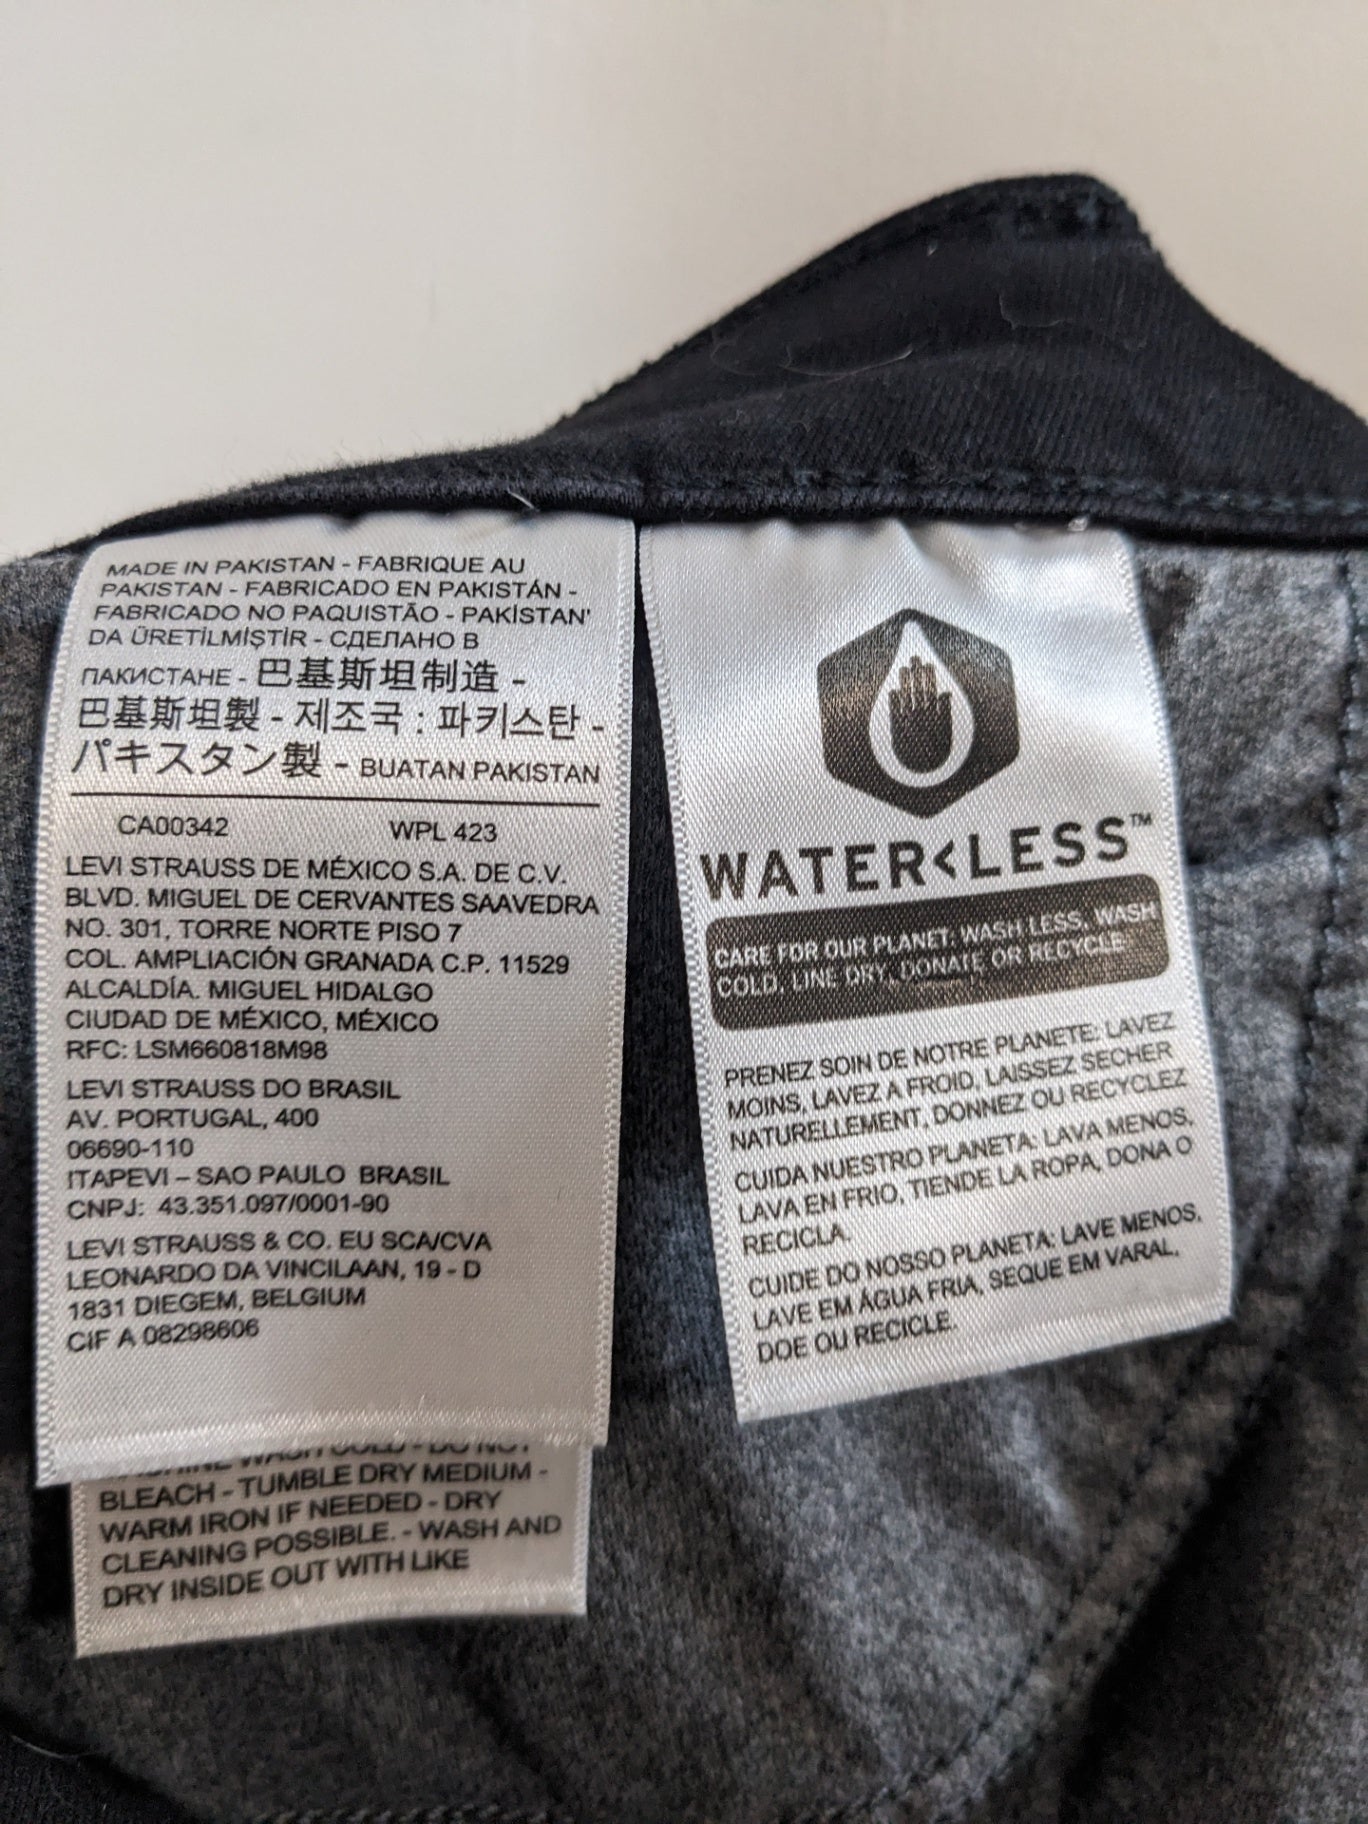 MADE IN PAKISTAN - FABRIQUE AU
PAKISTAN - FABRICADO EN PAKISTÁN -
FABRICADO NO PAQUISTÃO - PAKİSTAN'
DA ÜRETİLMİŞTİR - СДЕЛАНО В
ПАКИСТАНЕ - 巴基斯坦制造 -
巴基斯坦製 - 제조국 : 파키스탄 -
パキスタン製 - BUATAN PAKISTAN
CA00342 WPL 423
LEVI STRAUSS DE MÉXICO S.A. DE C.V.
BLVD. MIGUEL DE CERVANTES SAAVEDRA
NO. 301, TORRE NORTE PISO 7
COL. AMPLIACIÓN GRANADA C.P. 11529
ALCALDÍA. MIGUEL HIDALGO
CIUDAD DE MÉXICO, MÉXICO
RFC: LSM660818M98
LEVI STRAUSS DO BRASIL
AV. PORTUGAL, 400
06690-110
ITAPEVI – SAO PAULO BRASIL
CNPJ: 43.351.097/0001-90
LEVI STRAUSS & CO. EU SCA/CVA
LEONARDO DA VINCILAAN, 19 - D
1831 DIEGEM, BELGIUM
CIF A 08298606
MACHINE WASH COLD - DO NOT
BLEACH - TUMBLE DRY MEDIUM -
WARM IRON IF NEEDED - DRY
CLEANING POSSIBLE. - WASH AND
DRY INSIDE OUT WITH LIKE
WATER<LESS™
CARE FOR OUR PLANET: WASH LESS, WASH
COLD, LINE DRY, DONATE OR RECYCLE
PRENEZ SOIN DE NOTRE PLANETE: LAVEZ
MOINS, LAVEZ A FROID, LAISSEZ SECHER
NATURELLEMENT, DONNEZ OU RECYCLEZ
CUIDA NUESTRO PLANETA: LAVA MENOS,
LAVA EN FRIO, TIENDE LA ROPA, DONA O
RECICLA.
CUIDE DO NOSSO PLANETA: LAVE MENOS,
LAVE EM ÁGUA FRIA, SEQUE EM VARAL,
DOE OU RECICLE.